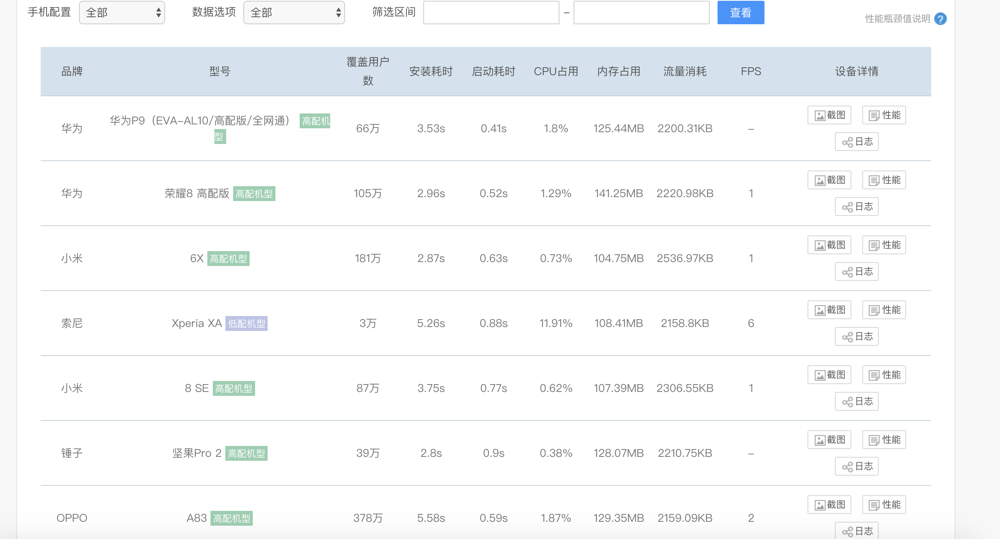 手机配置 全部 数据选项 全部 筛选区间 – 查看 性能瓶颈值说明 ?
品牌 型号 覆盖用户数 安装耗时 启动耗时 CPU占用 内存占用 流量消耗 FPS 设备详情
华为 华为P9（EVA-AL10/高配版/全网通） 高配机型 66万 3.53s 0.41s 1.8% 125.44MB 2200.31KB – 截图 性能
日志
华为 荣耀8 高配版 高配机型 105万 2.96s 0.52s 1.29% 141.25MB 2220.98KB 1 截图 性能
日志
小米 6X 高配机型 181万 2.87s 0.63s 0.73% 104.75MB 2536.97KB 1 截图 性能
日志
索尼 Xperia XA 低配机型 3万 5.26s 0.88s 11.91% 108.41MB 2158.8KB 6 截图 性能
日志
小米 8 SE 高配机型 87万 3.75s 0.77s 0.62% 107.39MB 2306.55KB 1 截图 性能
日志
锤子 坚果Pro 2 高配机型 39万 2.8s 0.9s 0.38% 128.07MB 2210.75KB – 截图 性能
日志
OPPO A83 高配机型 378万 5.58s 0.59s 1.87% 129.35MB 2159.09KB 2 截图 性能
日志